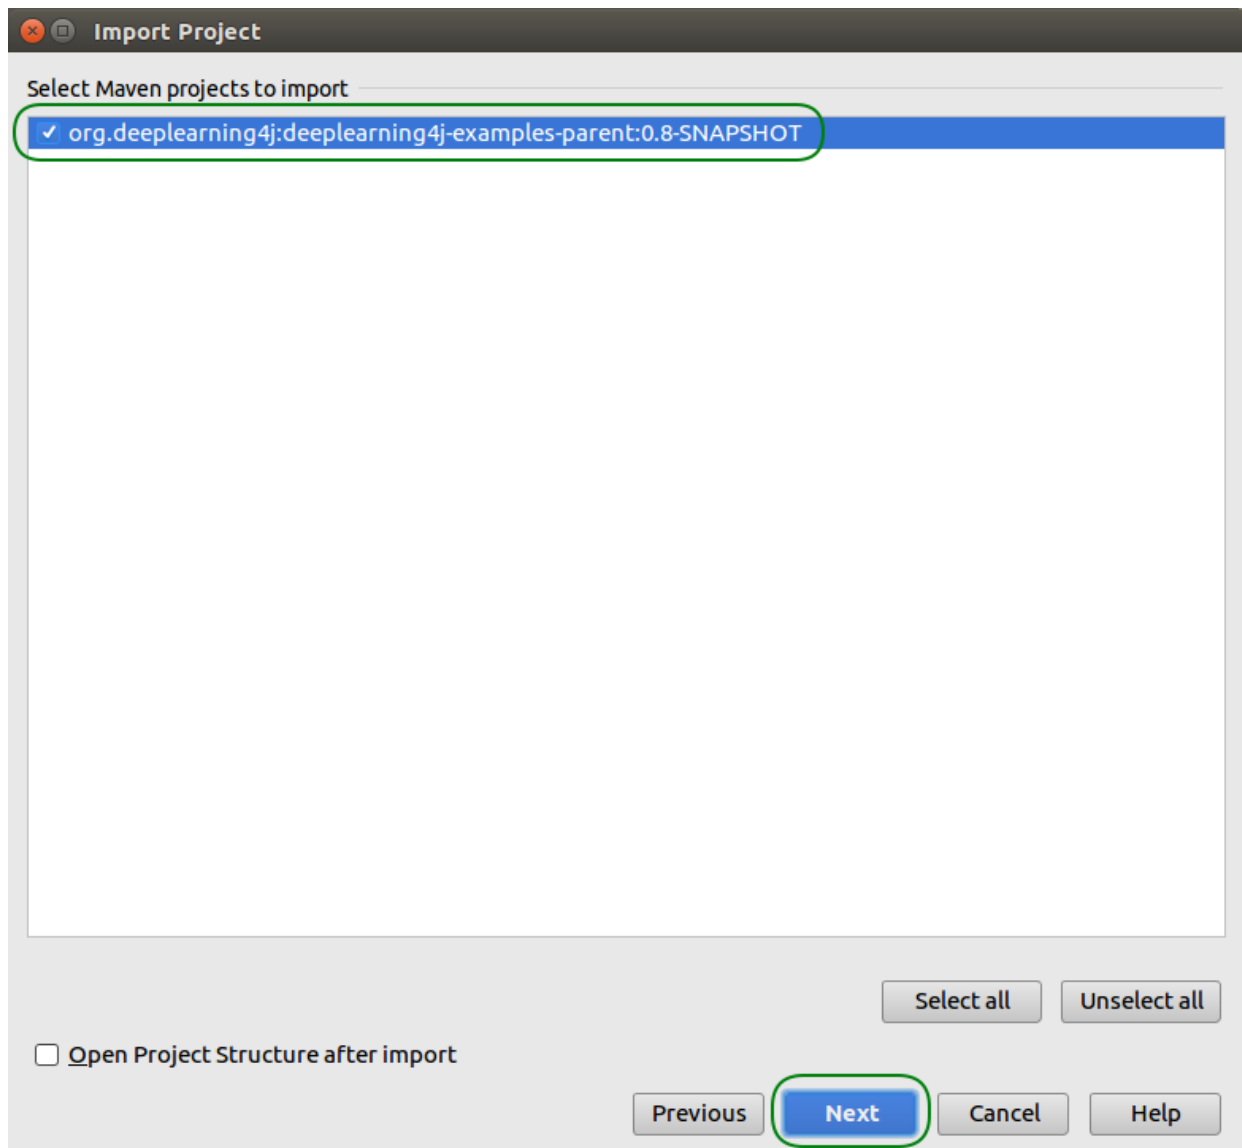 Import Project
Select Maven projects to import
org.deeplearning4j:deeplearning4j-examples-parent:0.8-SNAPSHOT
Select all Unselect all
Open Project Structure after import
Previous Next Cancel Help